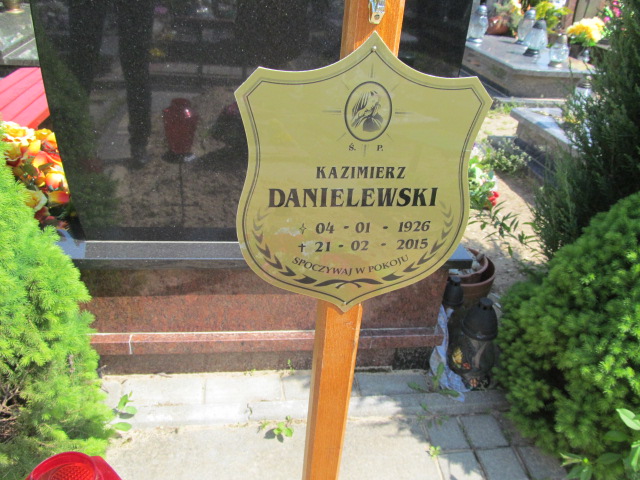 Ś. P.
KAZIMIERZ
DANIELEWSKI
04 - 01 - 1926
† 21 - 02 - 2015
SPOCZYWAJ W POKOJU